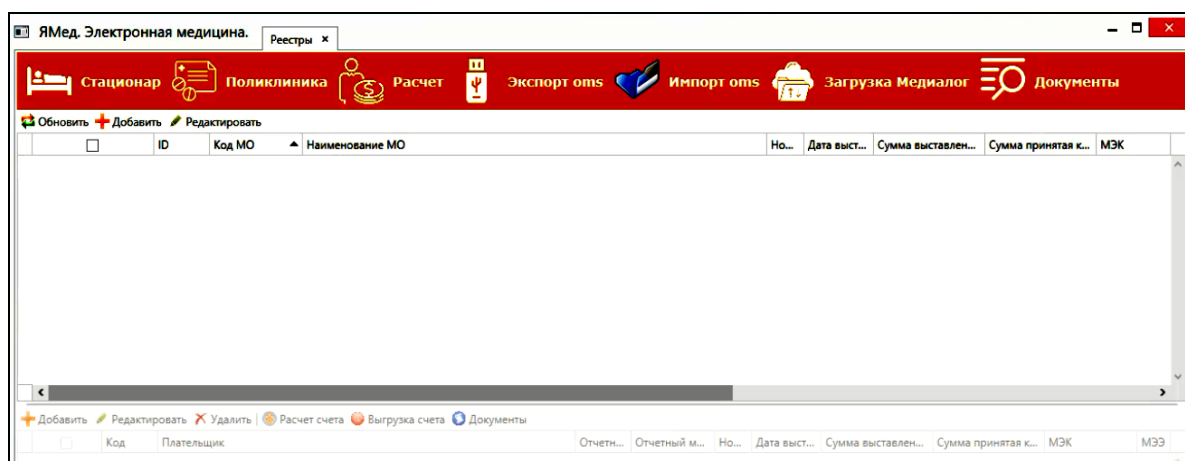 ЯМед. Электронная медицина. Реестры ×
Стационар Поликлиника Расчет Экспорт oms Импорт oms Загрузка Медиалог Документы
Обновить Добавить Редактировать
ID Код МО Наименование МО Но... Дата выст... Сумма выставлен... Сумма принятая к... МЭК
Добавить Редактировать Удалить Расчет счета Выгрузка счета Документы
Код Плательщик Отчетн... Отчетный м... Но... Дата выст... Сумма выставлен... Сумма принятая к... МЭК МЭЭ